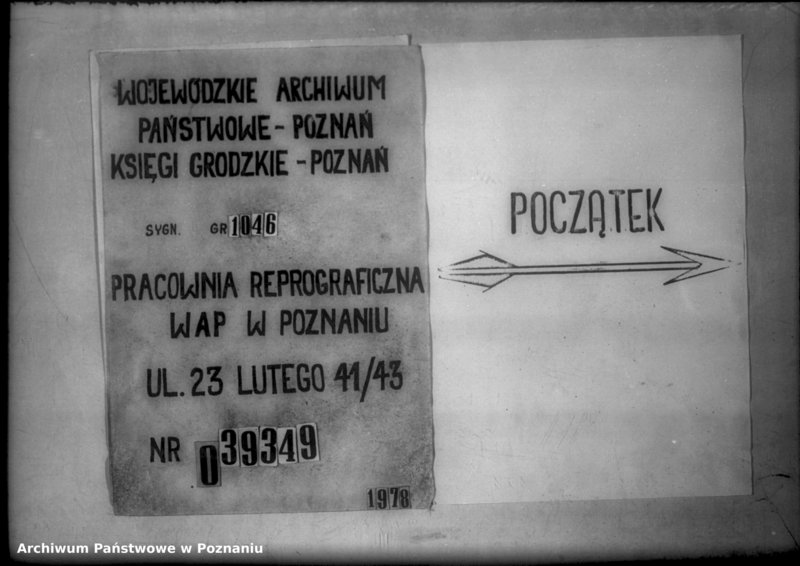 WOJEWÓDZKIE ARCHIWUM
PAŃSTWOWE - POZNAŃ
KSIĘGI GRODZKIE - POZNAŃ
SYGN. GR 1046
PRACOWNIA REPROGRAFICZNA
WAP W POZNANIU
UL. 23 LUTEGO 41/43
NR 039349
1978
POCZĄTEK
Archiwum Państwowe w Poznaniu